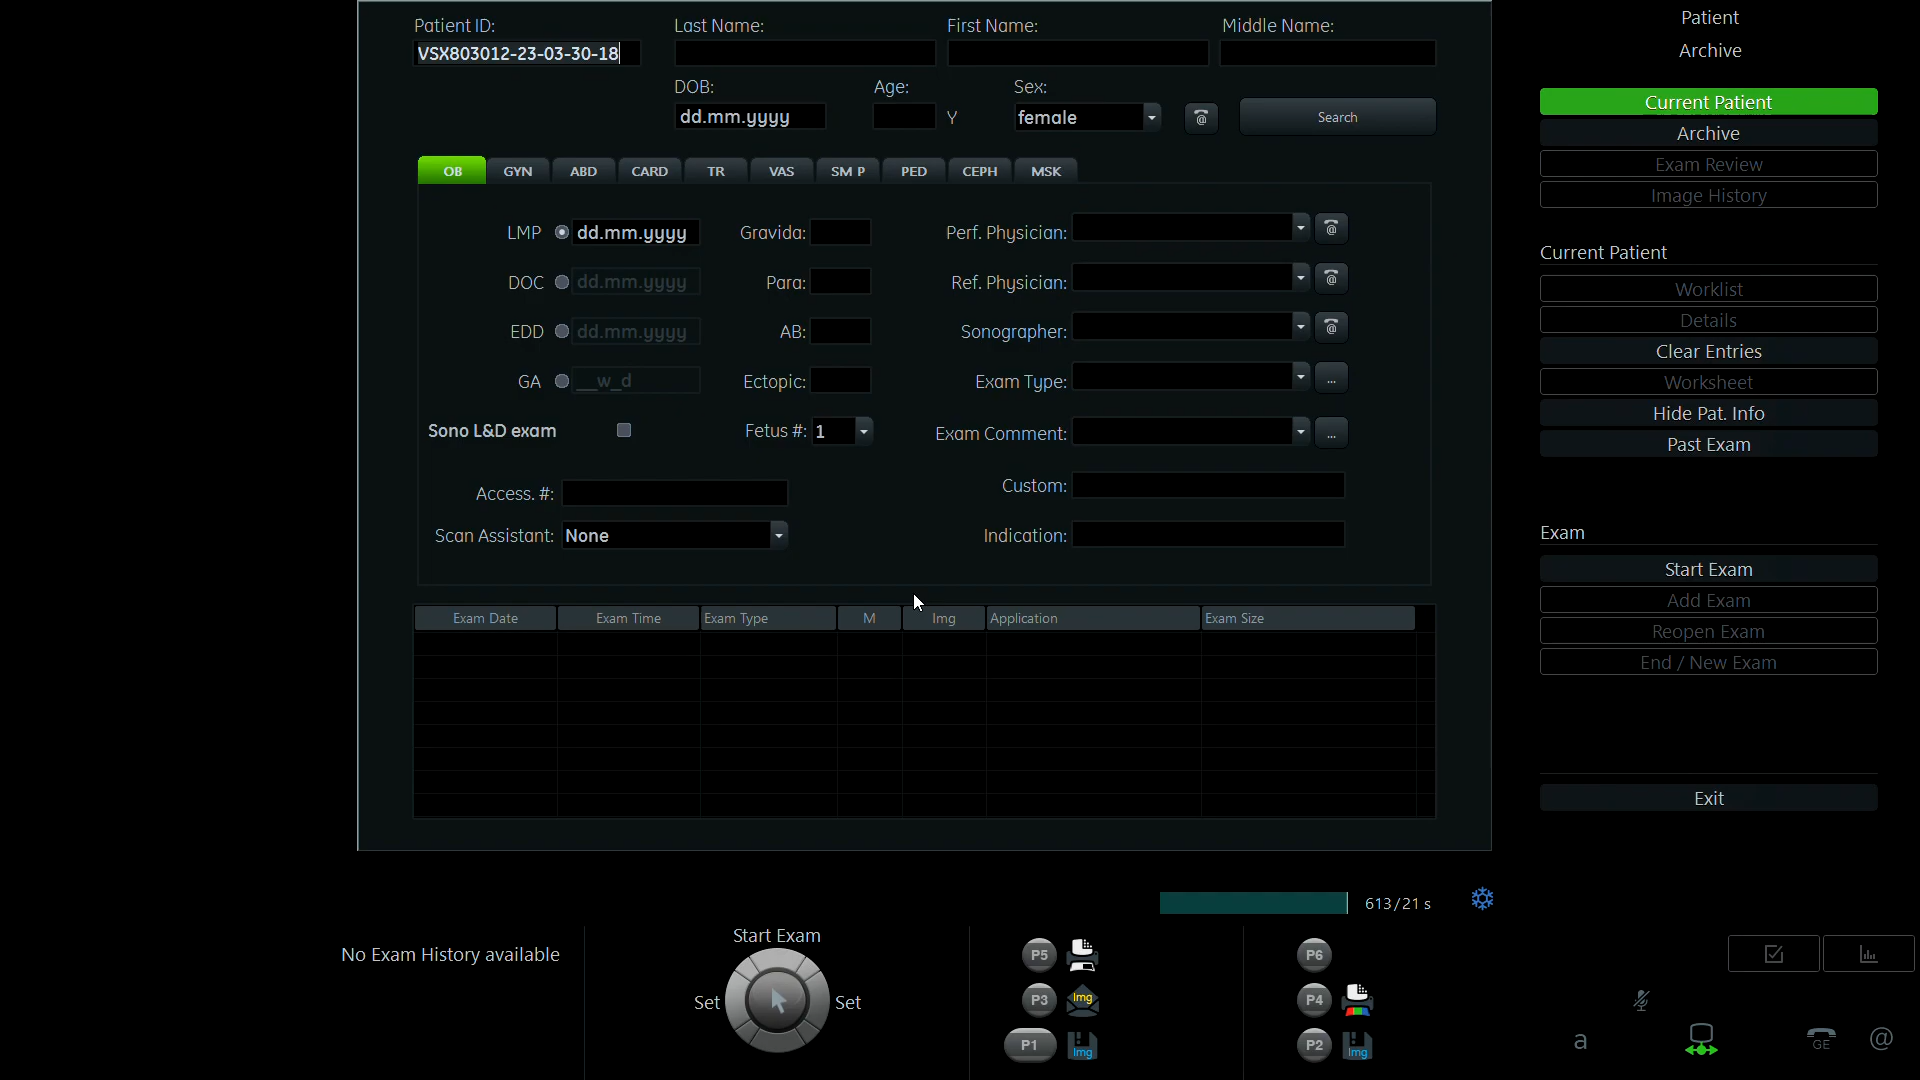 Patient ID: Last Name: First Name: Middle Name:
VSX803012-23-03-30-18
DOB: Age: Sex:
dd.mm.yyyy Y female @ Search
OB GYN ABD CARD TR VAS SM P PED CEPH MSK
LMP dd.mm.yyyy Gravida: Perf. Physician: @
DOC dd.mm.yyyy Para: Ref. Physician: @
EDD dd.mm.yyyy AB: Sonographer: @
GA __w_d Ectopic: Exam Type: ...
Sono L&D exam Fetus #: 1 Exam Comment: ...
Access. #: Custom:
Scan Assistant: None Indication:
Exam Date Exam Time Exam Type M Img Application Exam Size
Patient
Archive
Current Patient
Archive
Exam Review
Image History
Current Patient
Worklist
Details
Clear Entries
Worksheet
Hide Pat. Info
Past Exam
Exam
Start Exam
Add Exam
Reopen Exam
End / New Exam
Exit
613/21 s
No Exam History available
Start Exam
Set Set
P5 P6
P3 Img P4
P1 Img P2 Img
a GE @